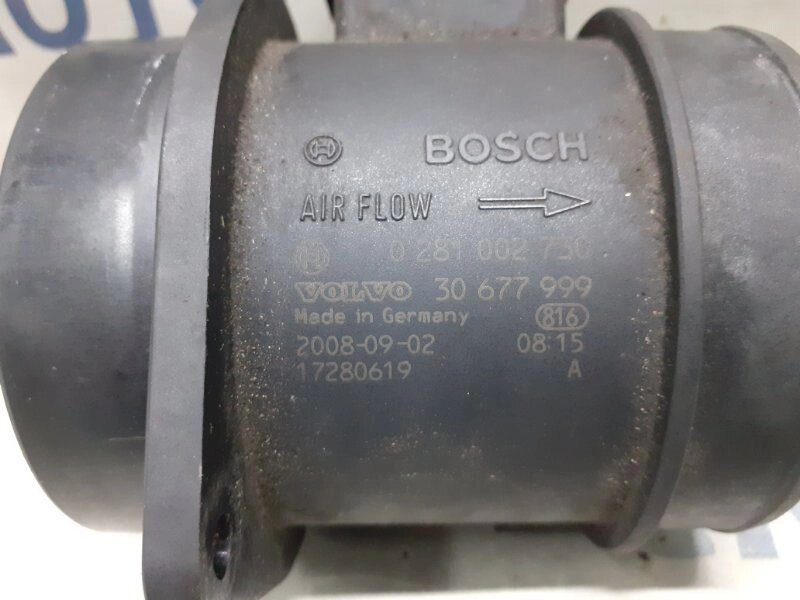 BOSCH
AIR FLOW
0 281 002 730
VOLVO 30 677 999
Made in Germany 816
2008-09-02 08:15
17280619 A